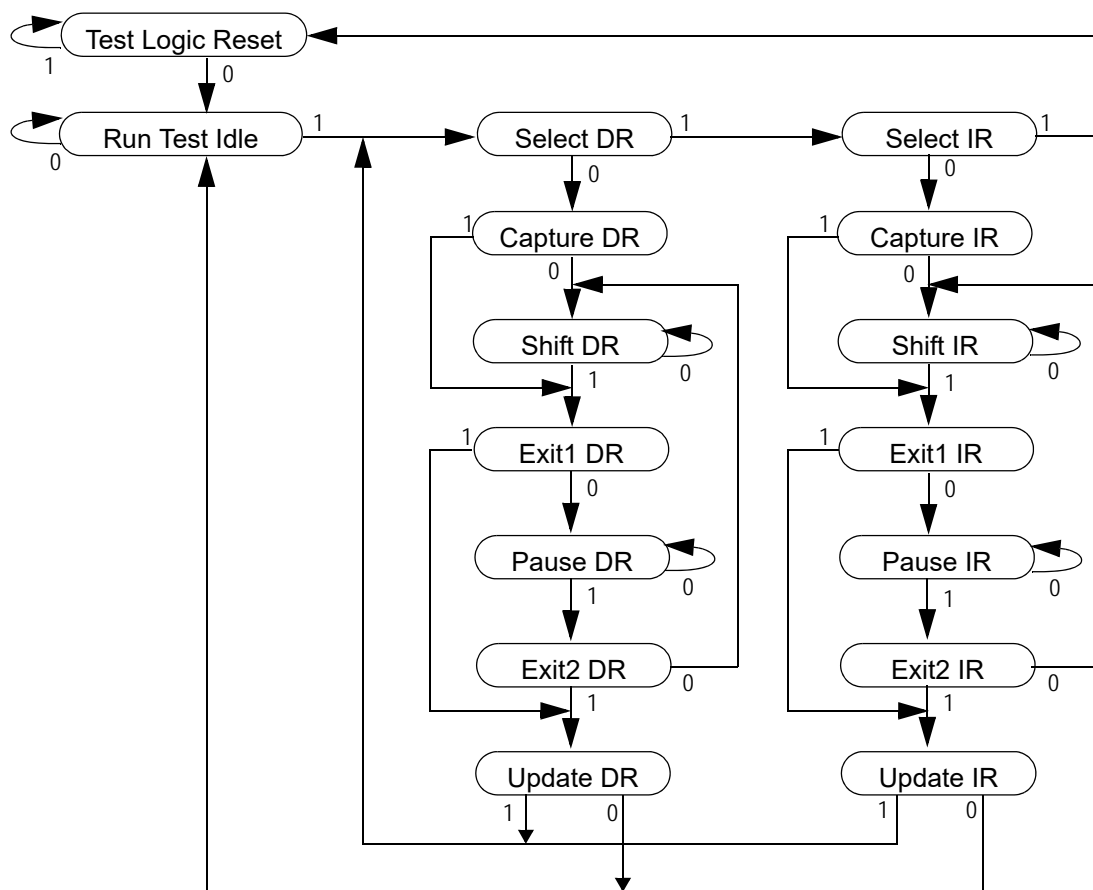 Test Logic Reset
1
0
Run Test Idle
1
Select DR
1
Select IR
1
0
0
0
1
Capture DR
1
Capture IR
0
0
Shift DR
Shift IR
0
0
1
1
1
Exit1 DR
1
Exit1 IR
0
0
Pause DR
Pause IR
0
0
1
1
Exit2 DR
Exit2 IR
0
0
1
1
Update DR
Update IR
1
0
1
0